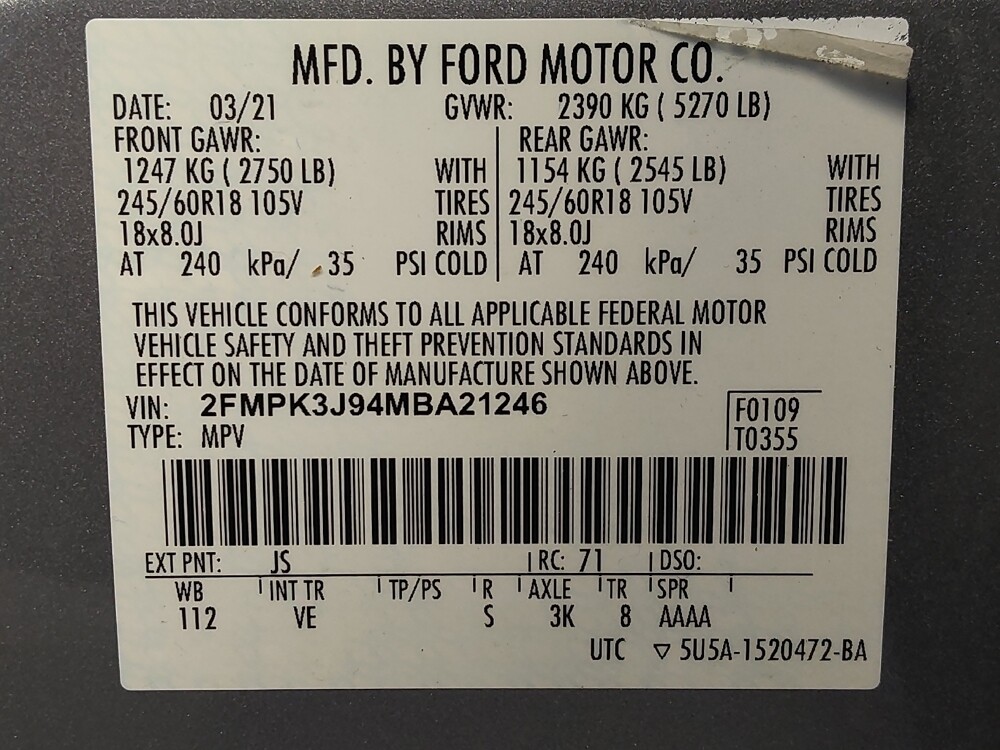 MFD. BY FORD MOTOR CO.
DATE: 03/21 GVWR: 2390 KG ( 5270 LB)
FRONT GAWR: REAR GAWR:
1247 KG ( 2750 LB) WITH 1154 KG ( 2545 LB) WITH
245/60R18 105V TIRES 245/60R18 105V TIRES
18x8.0J RIMS 18x8.0J RIMS
AT 240 kPa/ 35 PSI COLD AT 240 kPa/ 35 PSI COLD
THIS VEHICLE CONFORMS TO ALL APPLICABLE FEDERAL MOTOR
VEHICLE SAFETY AND THEFT PREVENTION STANDARDS IN
EFFECT ON THE DATE OF MANUFACTURE SHOWN ABOVE.
VIN: 2FMPK3J94MBA21246 F0109
TYPE: MPV T0355
EXT PNT: JS RC: 71 DSO:
WB INT TR TP/PS R AXLE TR SPR
112 VE S 3K 8 AAAA
UTC ▽ 5U5A-1520472-BA